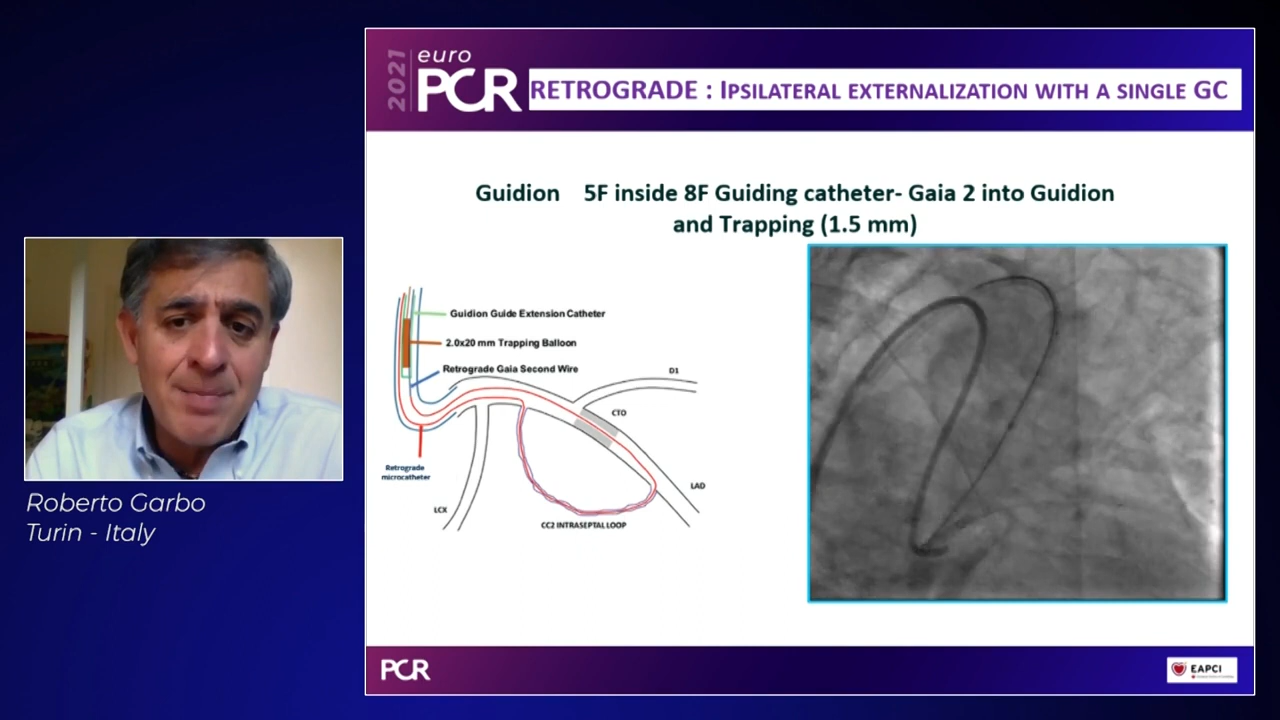 2021
euro
PCR
RETROGRADE : IPSILATERAL EXTERNALIZATION WITH A SINGLE GC
Guidion 5F inside 8F Guiding catheter- Gaia 2 into Guidion
and Trapping (1.5 mm)
Guidion Guide Extension Catheter
2.0x20 mm Trapping Balloon
Retrograde Gaia Second Wire
D1
CTO
Retrograde
microcatheter
LAD
LCX
CC2 INTRASEPTAL LOOP
Roberto Garbo
Turin - Italy
PCR
EAPCI